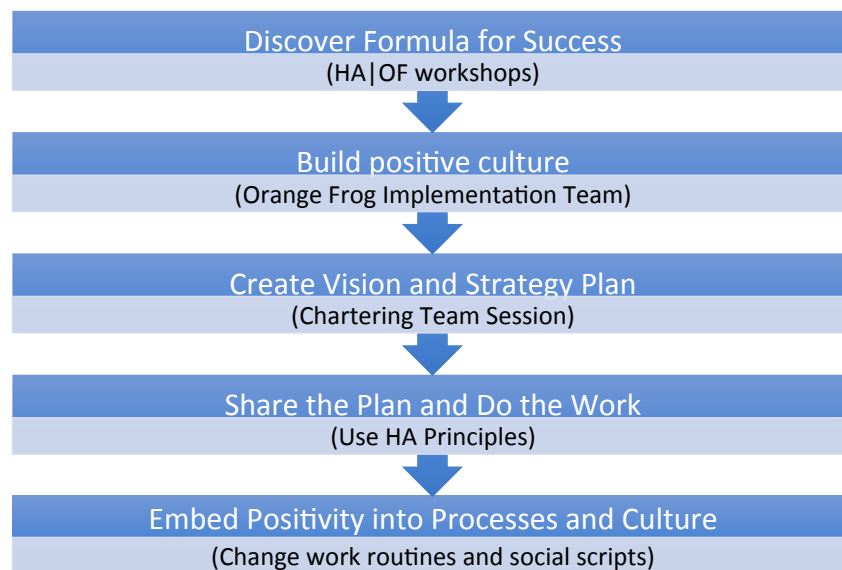 Discover Formula for Success
(HA|OF workshops)
Build positive culture
(Orange Frog Implementation Team)
Create Vision and Strategy Plan
(Chartering Team Session)
Share the Plan and Do the Work
(Use HA Principles)
Embed Positivity into Processes and Culture
(Change work routines and social scripts)